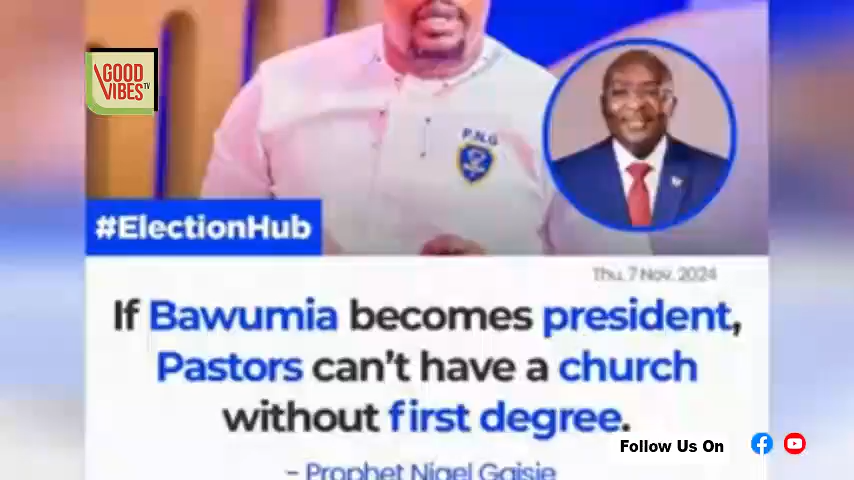 GOOD
VIBES TV
P.N.G
#ElectionHub
Thu, 7 Nov, 2024
If Bawumia becomes president,
Pastors can't have a church
without first degree.
Follow Us On
- Prophet Nigel Gaisie